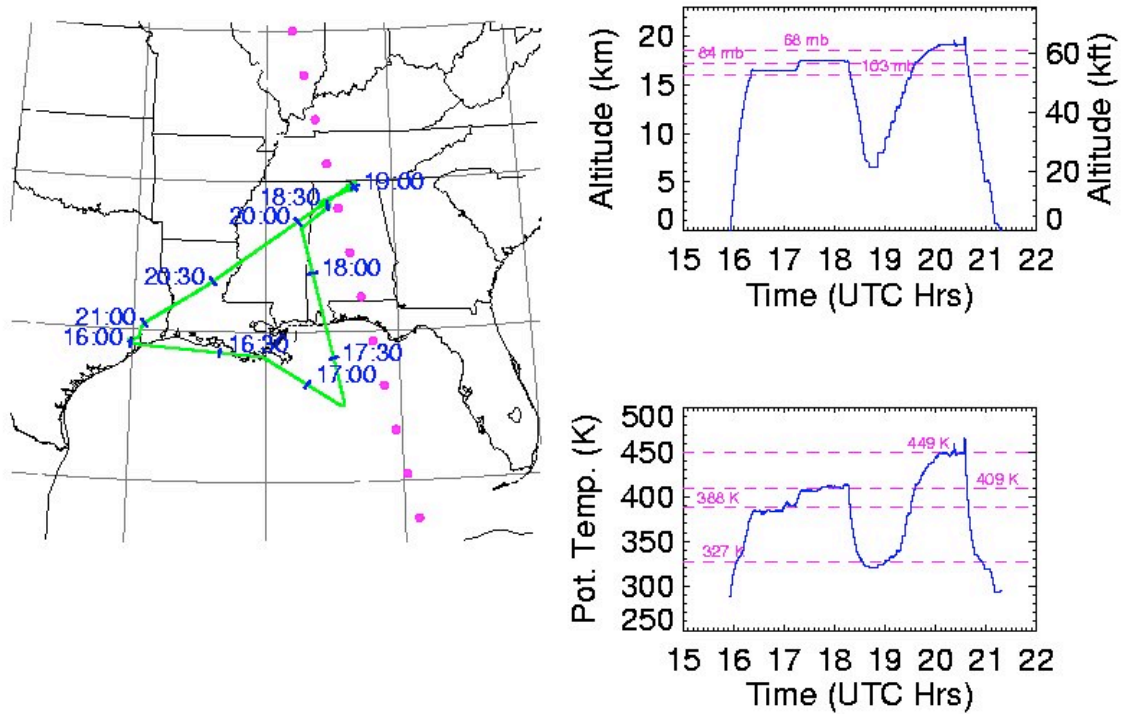 19:00
18:30
20:00
18:00
20:30
21:00
16:00
16:30
17:30
17:00
Altitude (km)
20
15
10
5
0
68 mb
84 mb
103 mb
60
40
20
0
Altitude (kft)
15 16 17 18 19 20 21 22
Time (UTC Hrs)
Pot. Temp. (K)
500
450
400
350
300
250
449 K
409 K
388 K
327 K
15 16 17 18 19 20 21 22
Time (UTC Hrs)